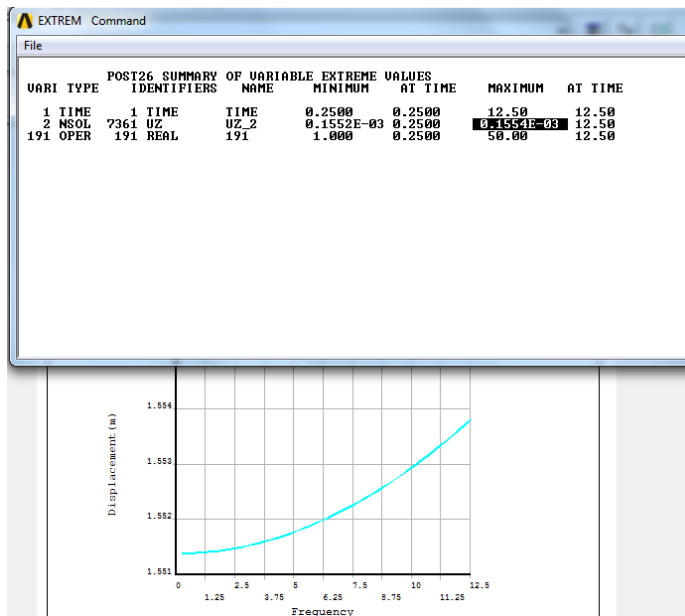 EXTREM Command
File
POST26 SUMMARY OF VARIABLE EXTREME VALUES
VARI TYPE IDENTIFIERS NAME MINIMUM AT TIME MAXIMUM AT TIME
1 TIME 1 TIME TIME 0.2500 0.2500 12.50 12.50
2 NSOL 7361 UZ UZ_2 0.1552E-03 0.2500 0.1554E-03 12.50
191 OPER 191 REAL 191 1.000 0.2500 50.00 12.50
1.554
1.553
1.552
1.551
Displacement(m)
0 2.5 5 7.5 10 12.5
1.25 3.75 6.25 8.75 11.25
Frequency